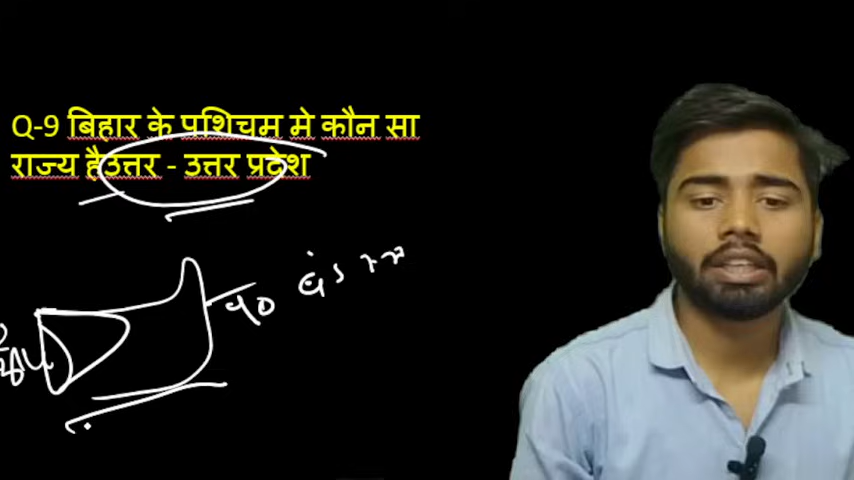 Q-9 बिहार के पशिचम मे कौन सा
राज्य हैउत्तर - उत्तर प्रदेश